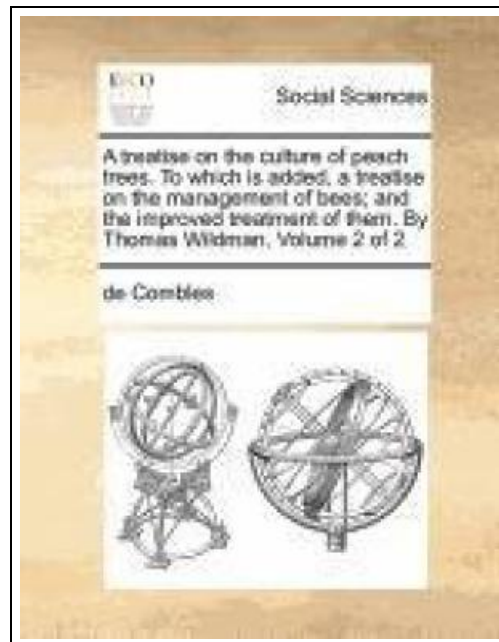 ECCO
Social Sciences
A treatise on the culture of peach
trees. To which is added, a treatise
on the management of bees; and
the improved treatment of them. By
Thomas Wildman, Volume 2 of 2
de Combles